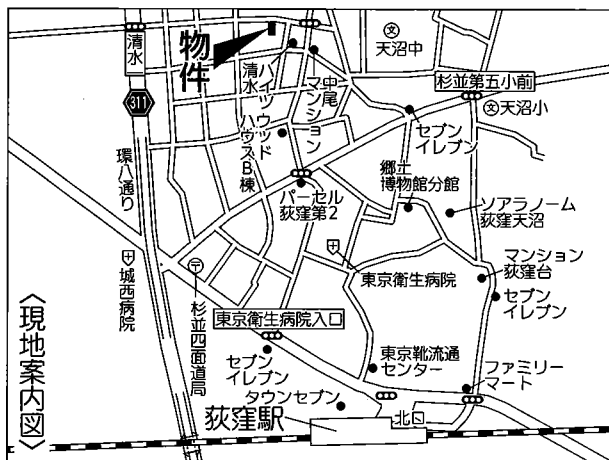 清水
物件
文
天沼中
杉並第五小前
311
清水
ハイツ
中尾
マンション
文天沼小
セブン
イレブン
ウッド
ハウスB棟
環八通り
郷土
博物館分館
パーセル
荻窪第2
ソアラノーム
荻窪天沼
城西病院
〒
杉並四面道局
東京衛生病院
マンション
荻窪台
セブン
イレブン
東京衛生病院入口
セブン
イレブン
東京靴流通
センター
ファミリー
マート
タウンセブン
荻窪駅
北口
〈現地案内図〉